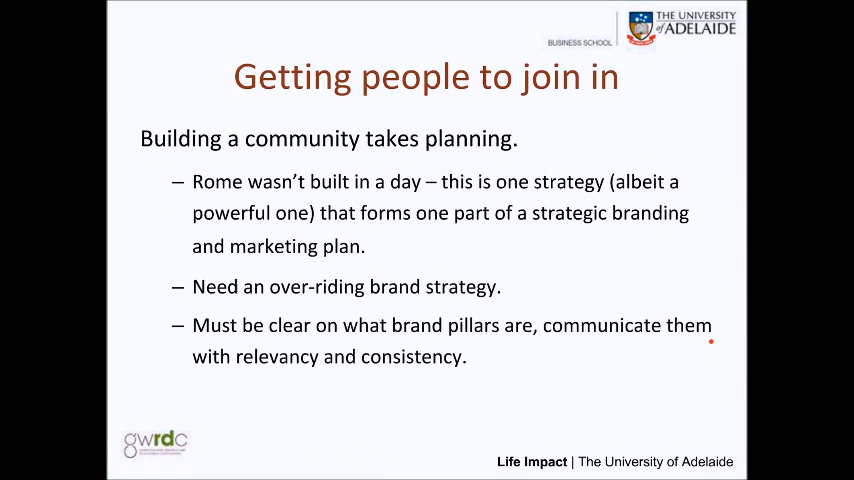 THE UNIVERSITY
of ADELAIDE
BUSINESS SCHOOL
Getting people to join in
Building a community takes planning.
– Rome wasn't built in a day – this is one strategy (albeit a
powerful one) that forms one part of a strategic branding
and marketing plan.
– Need an over-riding brand strategy.
– Must be clear on what brand pillars are, communicate them
with relevancy and consistency.
gwrdc
Life Impact | The University of Adelaide